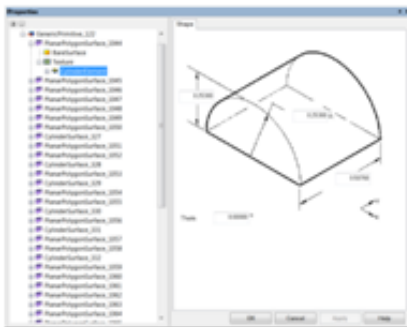 Properties
GenericPrimitive_122
PlanarPolygonSurface_1044
BaseSurface
Texture
PlanarPolygonSurface_1045
PlanarPolygonSurface_1046
PlanarPolygonSurface_1047
PlanarPolygonSurface_1048
PlanarPolygonSurface_1049
PlanarPolygonSurface_1050
CylinderSurface_327
PlanarPolygonSurface_1051
PlanarPolygonSurface_1052
CylinderSurface_328
PlanarPolygonSurface_1053
CylinderSurface_329
PlanarPolygonSurface_1054
PlanarPolygonSurface_1055
CylinderSurface_330
PlanarPolygonSurface_1056
CylinderSurface_331
PlanarPolygonSurface_1057
PlanarPolygonSurface_1058
CylinderSurface_332
PlanarPolygonSurface_1059
PlanarPolygonSurface_1060
PlanarPolygonSurface_1061
PlanarPolygonSurface_1062
PlanarPolygonSurface_1063
PlanarPolygonSurface_1064
Shape
Theta
OK Cancel Apply Help